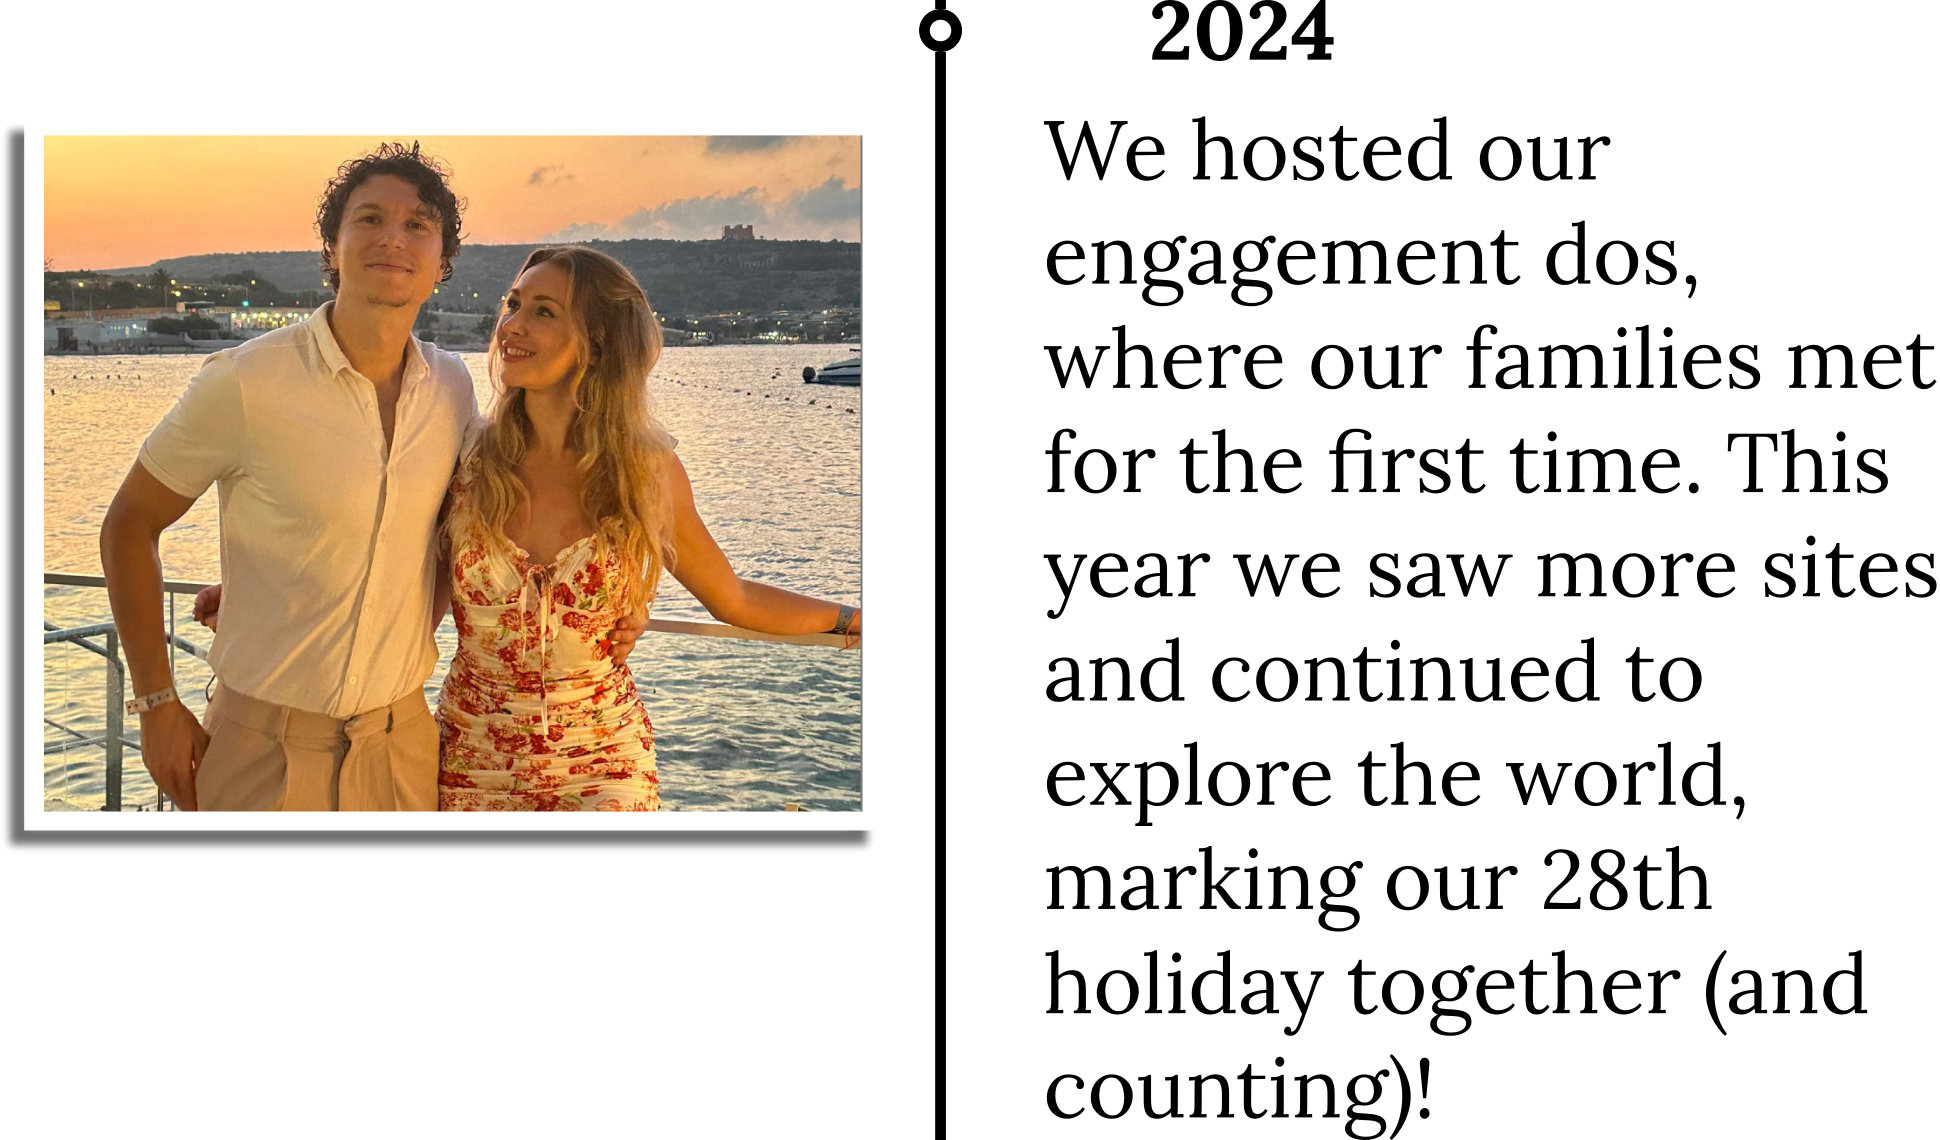 2024
We hosted our
engagement dos,
where our families met
for the first time. This
year we saw more sites
and continued to
explore the world,
marking our 28th
holiday together (and
counting)!